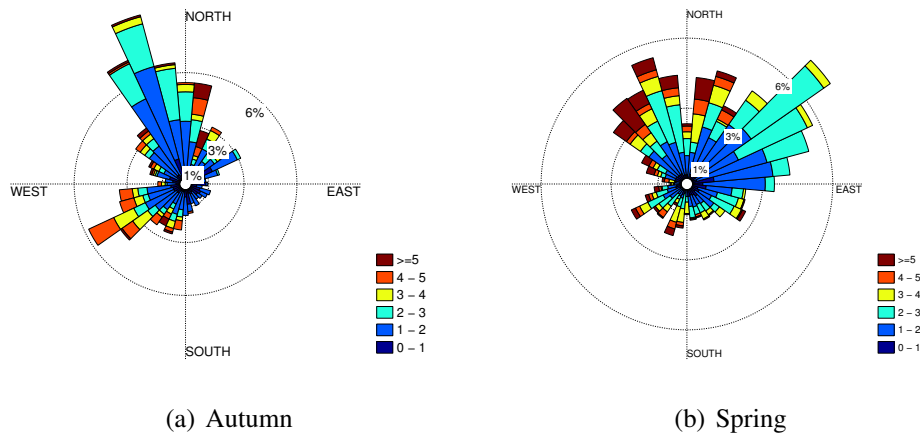 NORTH
6%
3%
1%
WEST
EAST
SOUTH
>=5
4 – 5
3 – 4
2 – 3
1 – 2
0 – 1
(a) Autumn
NORTH
6%
3%
1%
WEST
EAST
SOUTH
>=5
4 – 5
3 – 4
2 – 3
1 – 2
0 – 1
(b) Spring